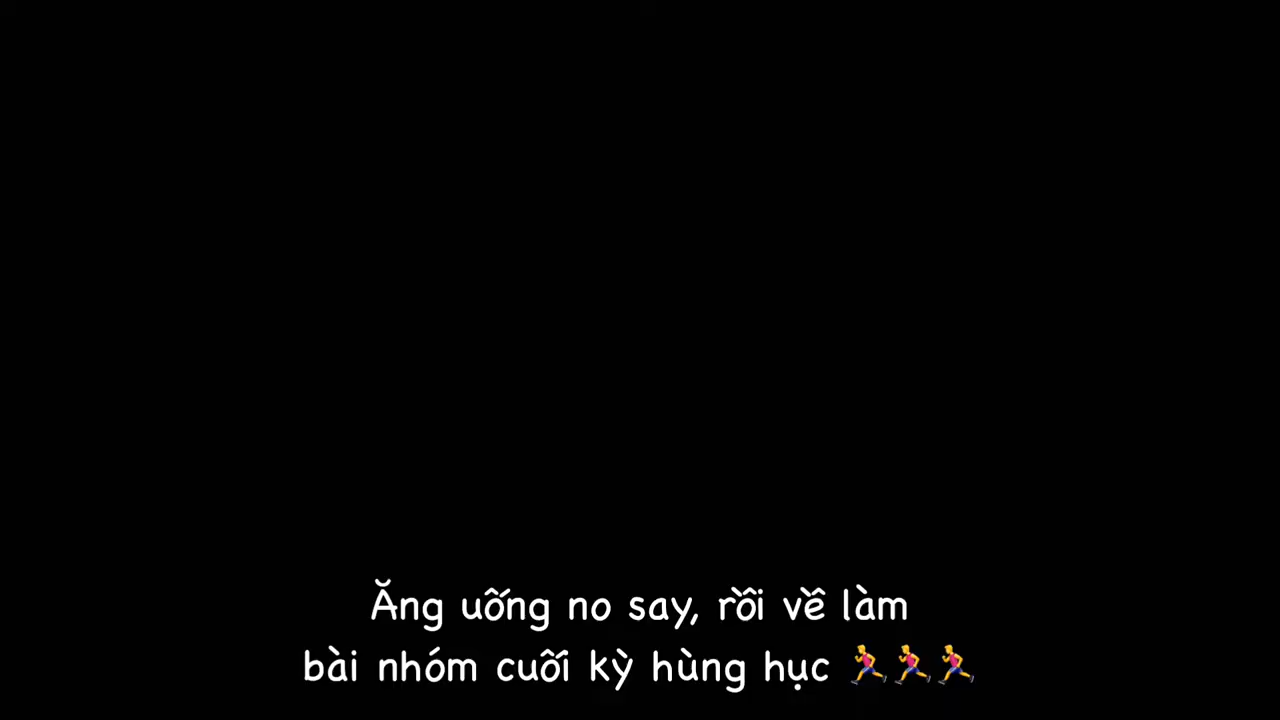 Ăng uống no say, rồi về làm
bài nhóm cuối kỳ hùng hục 🏃🏃🏃